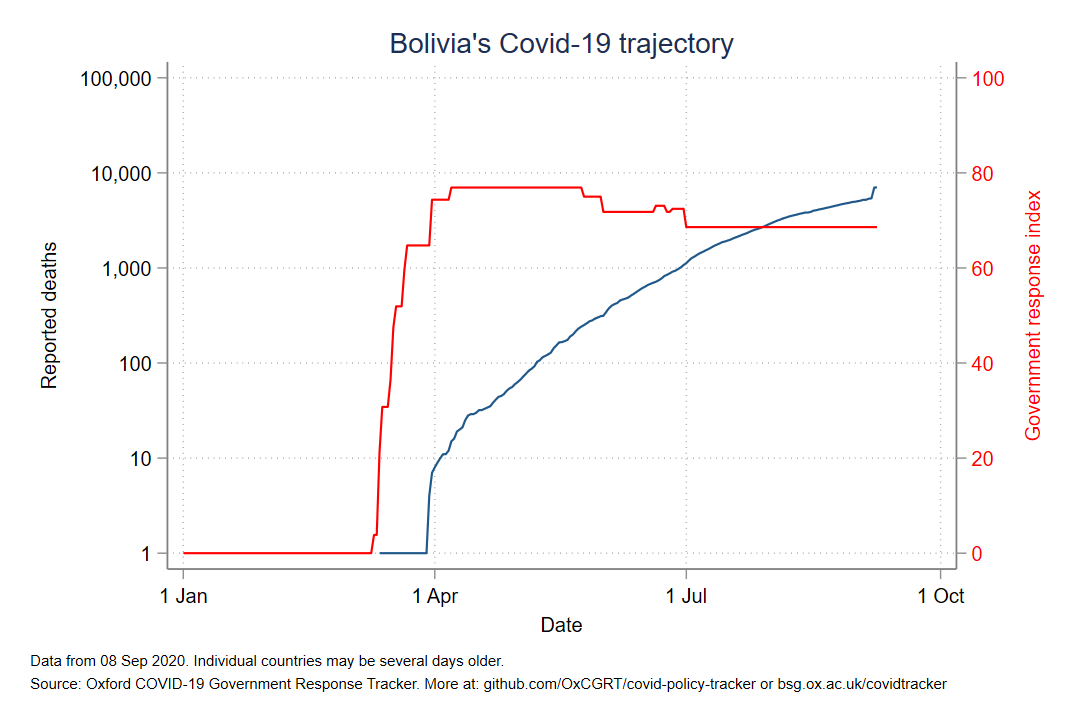 Bolivia's Covid-19 trajectory
100,000
10,000
1,000
100
10
1
Reported deaths
100
80
60
40
20
0
Government response index
1 Jan
1 Apr
1 Jul
1 Oct
Date
Data from 08 Sep 2020. Individual countries may be several days older.
Source: Oxford COVID-19 Government Response Tracker. More at: github.com/OxCGRT/covid-policy-tracker or bsg.ox.ac.uk/covidtracker